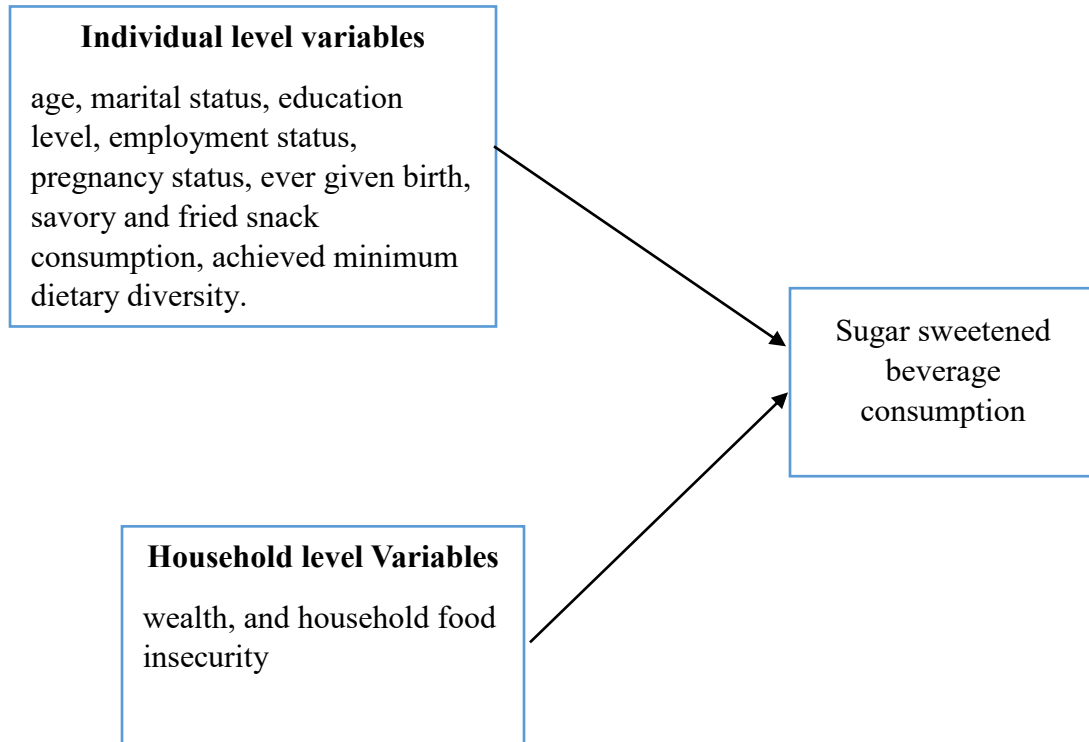 Individual level variables
age, marital status, education
level, employment status,
pregnancy status, ever given birth,
savory and fried snack
consumption, achieved minimum
dietary diversity.
Sugar sweetened
beverage
consumption
Household level Variables
wealth, and household food
insecurity